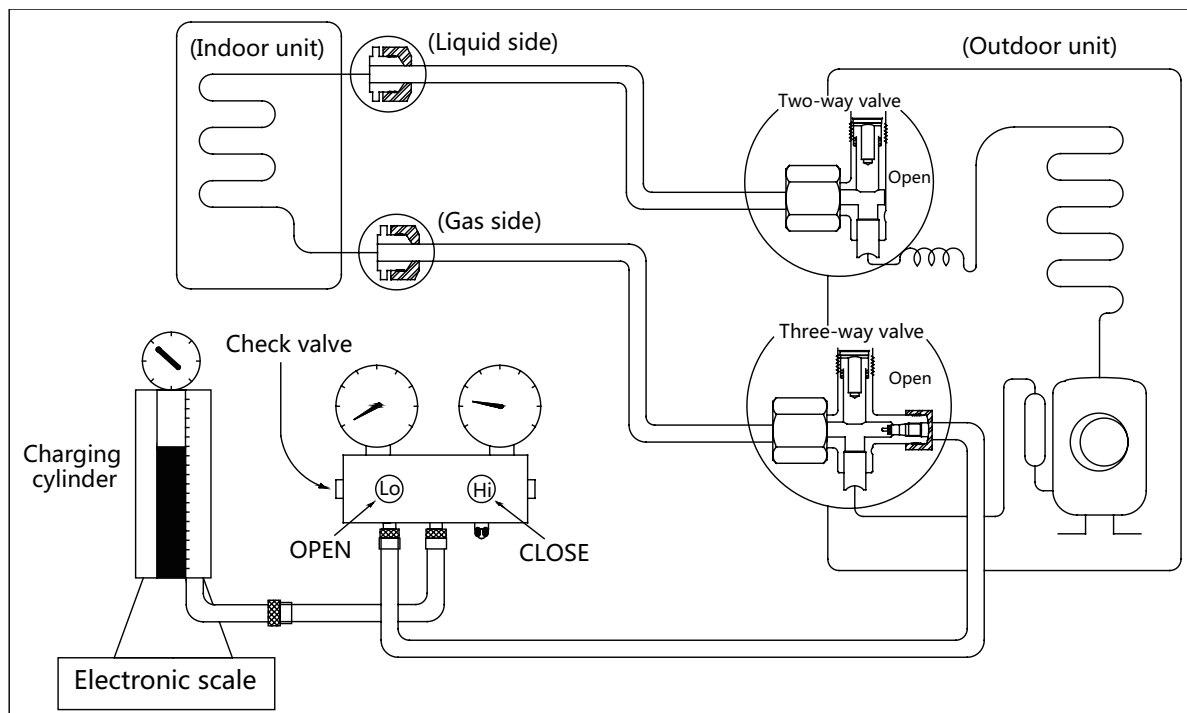 (Indoor unit)
(Liquid side)
(Outdoor unit)
Two-way valve
Open
(Gas side)
Three-way valve
Open
Check valve
Charging
cylinder
Lo
Hi
OPEN
CLOSE
Electronic scale